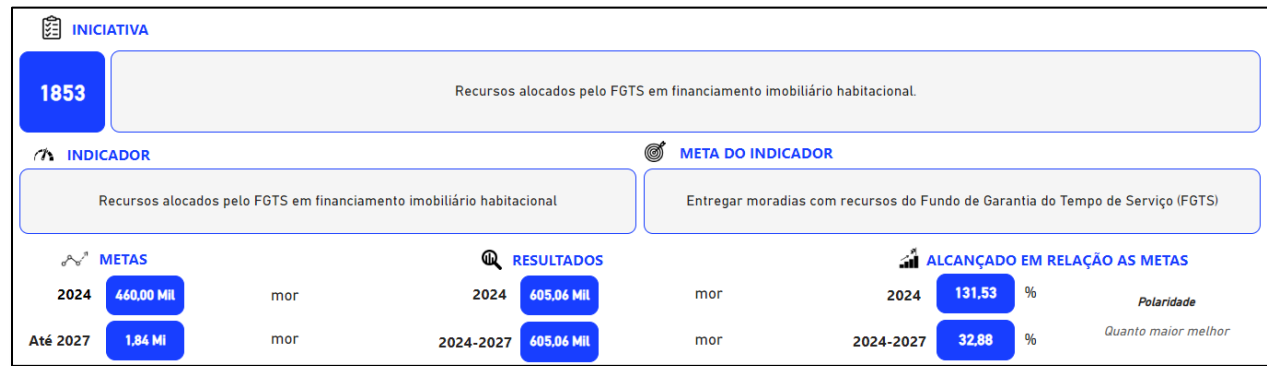 INICIATIVA
1853
Recursos alocados pelo FGTS em financiamento imobiliário habitacional.
INDICADOR
META DO INDICADOR
Recursos alocados pelo FGTS em financiamento imobiliário habitacional
Entregar moradias com recursos do Fundo de Garantia do Tempo de Serviço (FGTS)
METAS
RESULTADOS
ALCANÇADO EM RELAÇÃO AS METAS
2024 460,00 Mil mor
2024 605,06 Mil mor
2024 131,53 %
Polaridade
Até 2027 1,84 Mi mor
2024-2027 605,06 Mil mor
2024-2027 32,88 %
Quanto maior melhor